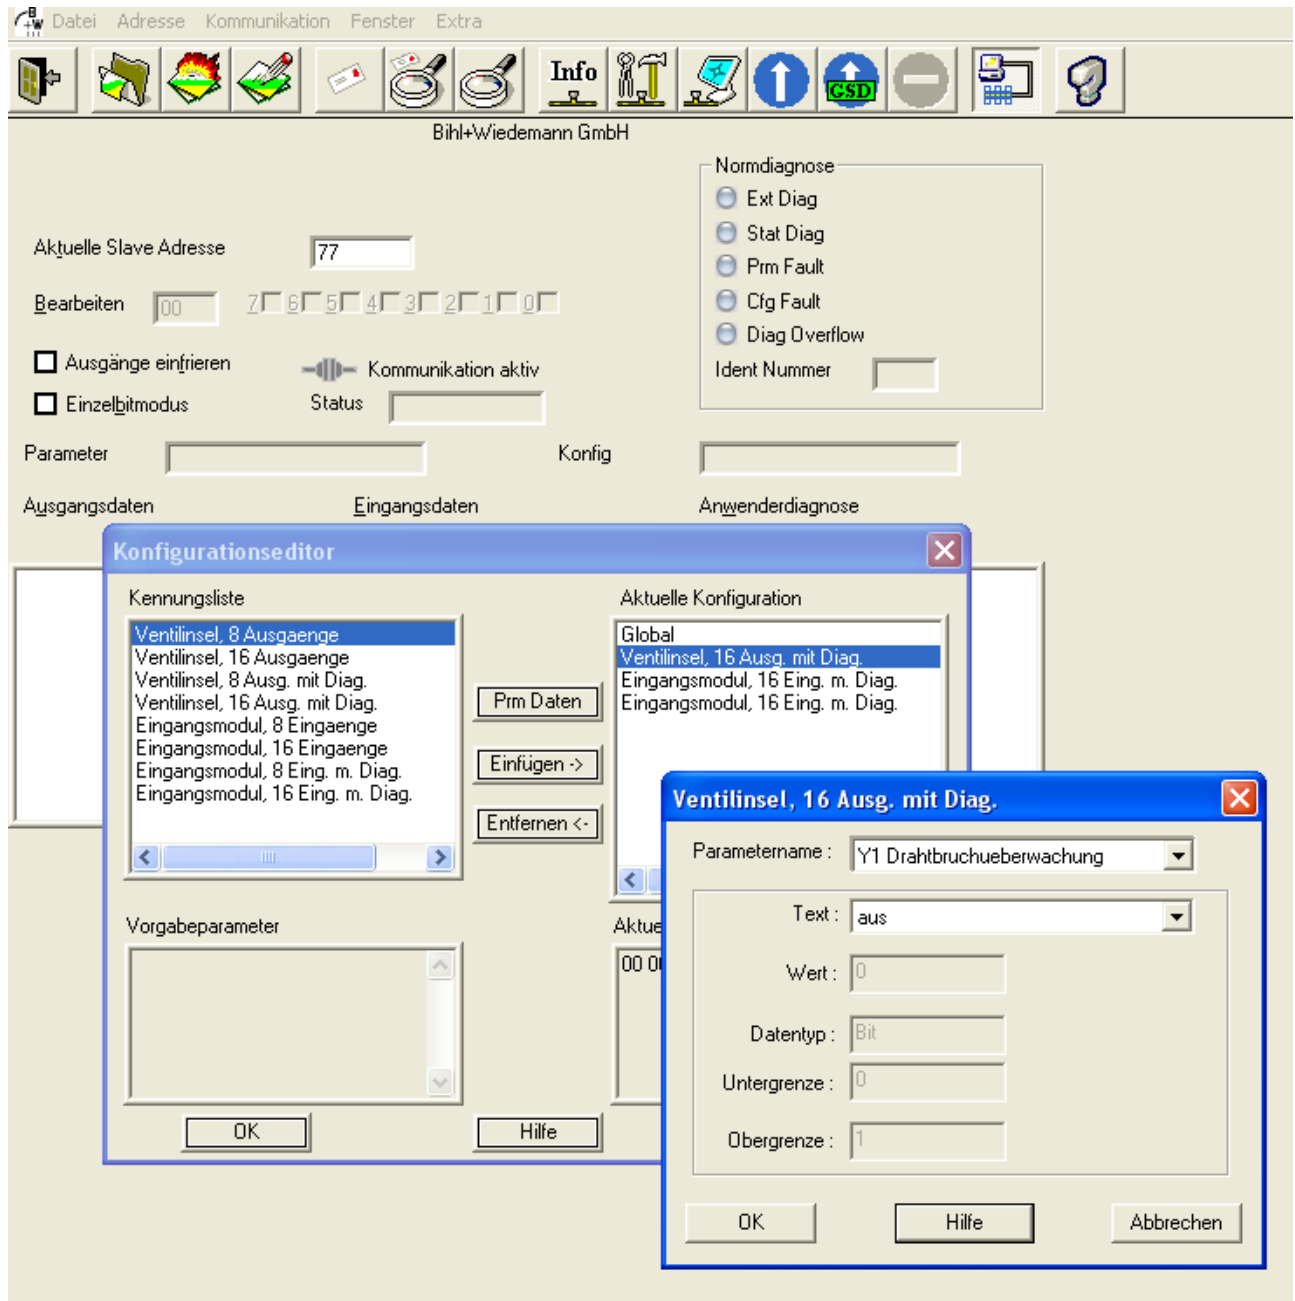 Datei Adresse Kommunikation Fenster Extra
Info
GSD
Bihl+Wiedemann GmbH
Normdiagnose
Ext Diag
Stat Diag
Prm Fault
Cfg Fault
Diag Overflow
Ident Nummer
Aktuelle Slave Adresse 77
Bearbeiten 00 7 6 5 4 3 2 1 0
Ausgänge einfrieren
Kommunikation aktiv
Einzelbitmodus
Status
Parameter
Konfig
Ausgangsdaten
Eingangsdaten
Anwenderdiagnose
Konfigurationseditor
Kennungsliste
Ventilinsel, 8 Ausgaenge
Ventilinsel, 16 Ausgaenge
Ventilinsel, 8 Ausg. mit Diag.
Ventilinsel, 16 Ausg. mit Diag.
Eingangsmodul, 8 Eingaenge
Eingangsmodul, 16 Eingaenge
Eingangsmodul, 8 Eing. m. Diag.
Eingangsmodul, 16 Eing. m. Diag.
Prm Daten
Einfügen ->
Entfernen <-
Aktuelle Konfiguration
Global
Ventilinsel, 16 Ausg. mit Diag.
Eingangsmodul, 16 Eing. m. Diag.
Eingangsmodul, 16 Eing. m. Diag.
Vorgabeparameter
Aktue
00 0
OK
Hilfe
Ventilinsel, 16 Ausg. mit Diag.
Parametername : Y1 Drahtbruchueberwachung
Text : aus
Wert : 0
Datentyp : Bit
Untergrenze : 0
Obergrenze : 1
OK
Hilfe
Abbrechen